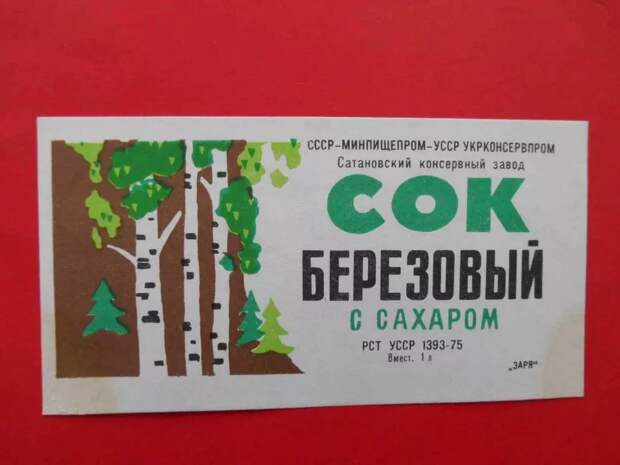 СССР-МИНПИЩЕПРОМ-УССР УКРКОНСЕРВПРОМ
Сатановский консервный завод
СОК
БЕРЕЗОВЫЙ
С САХАРОМ
РСТ УССР 1393-75
Вмест. 1 л
„ЗАРЯ“